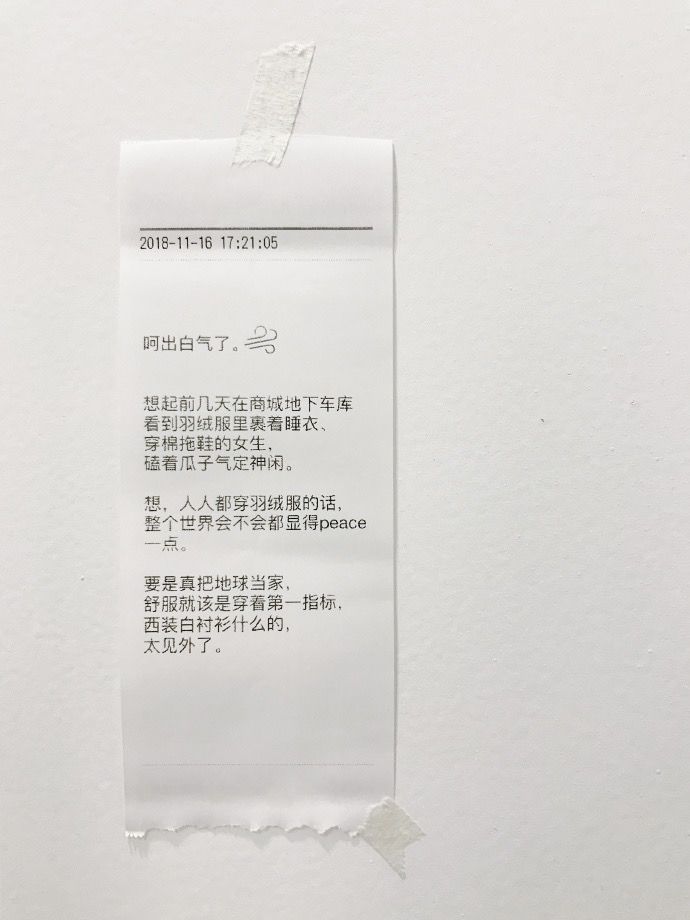 2018-11-16 17:21:05
呵出白气了。
想起前几天在商城地下车库
看到羽绒服里裹着睡衣、
穿棉拖鞋的女生，
磕着瓜子气定神闲。
想，人人都穿羽绒服的话，
整个世界会不会都显得peace
一点。
要是真把地球当家，
舒服就该是穿着第一指标，
西装白衬衫什么的，
太见外了。